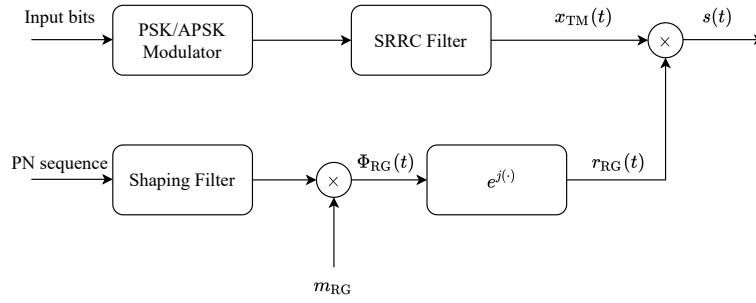 Input bits
PSK/APSK
Modulator
SRRC Filter
x_TM(t)
×
s(t)
PN sequence
Shaping Filter
×
Φ_RG(t)
e^{j(·)}
r_RG(t)
m_RG